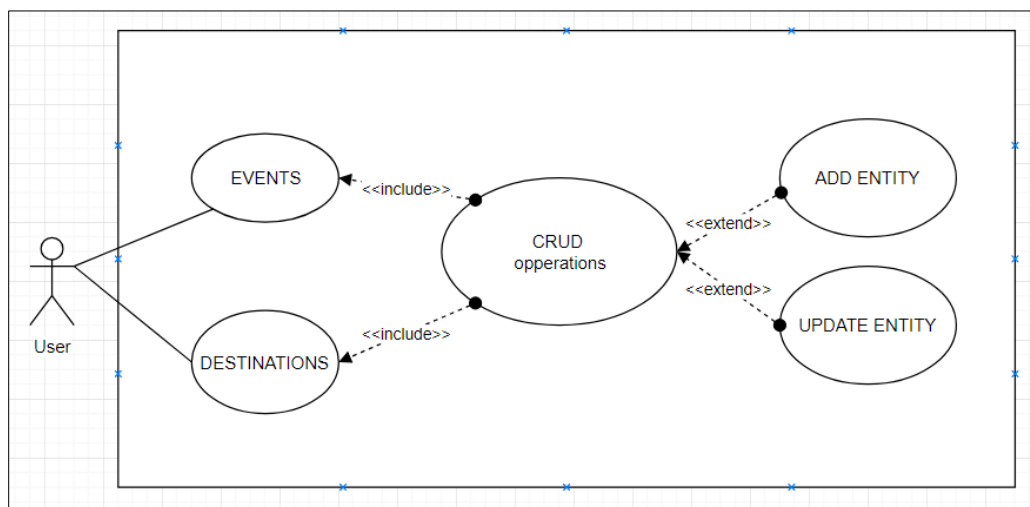 EVENTS
<<include>>
ADD ENTITY
<<extend>>
CRUD
opperations
<<extend>>
UPDATE ENTITY
<<include>>
DESTINATIONS
User